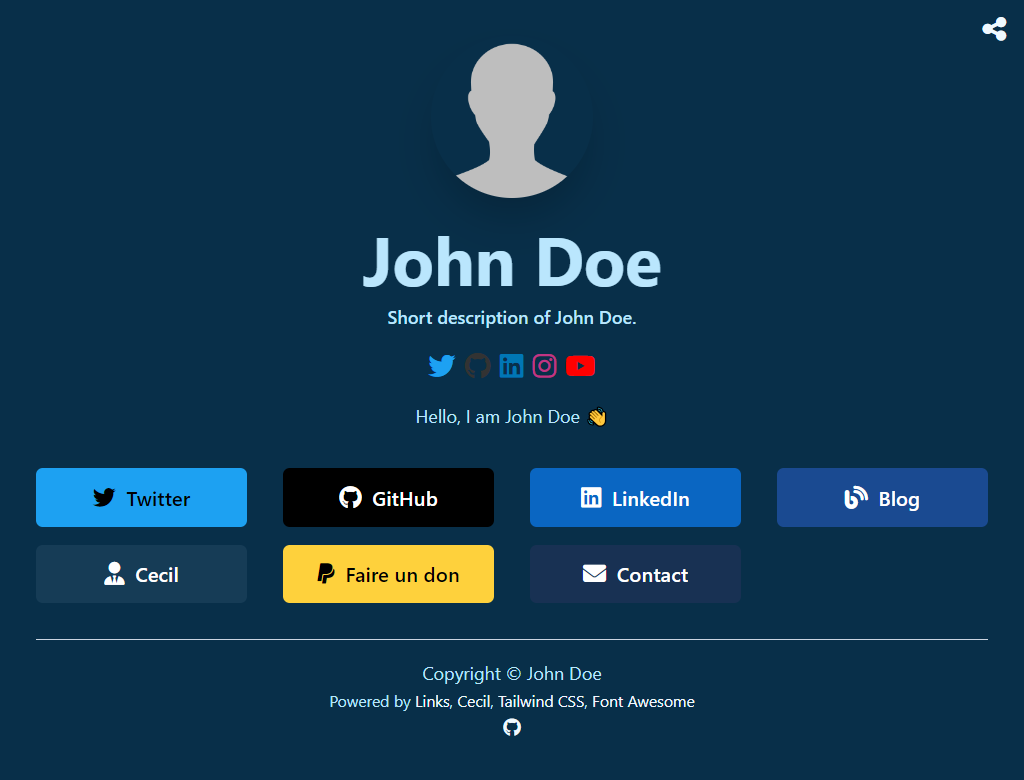 John Doe
Short description of John Doe.
Hello, I am John Doe 👋
Twitter
GitHub
LinkedIn
Blog
Cecil
Faire un don
Contact
Copyright © John Doe
Powered by Links, Cecil, Tailwind CSS, Font Awesome